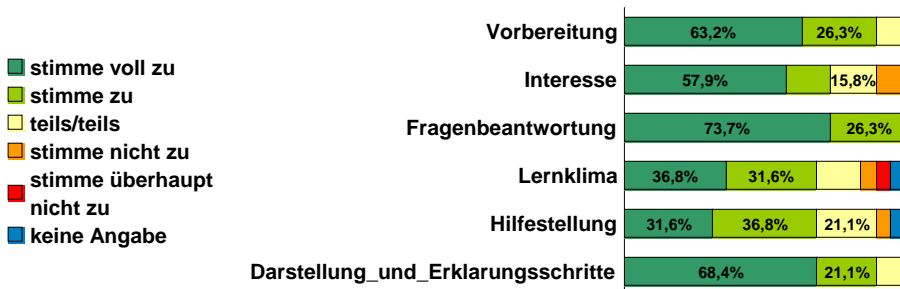 stimme voll zu
stimme zu
teils/teils
stimme nicht zu
stimme überhaupt
nicht zu
keine Angabe
Vorbereitung 63,2% 26,3%
Interesse 57,9% 15,8%
Fragenbeantwortung 73,7% 26,3%
Lernklima 36,8% 31,6%
Hilfestellung 31,6% 36,8% 21,1%
Darstellung_und_Erklarungsschritte 68,4% 21,1%